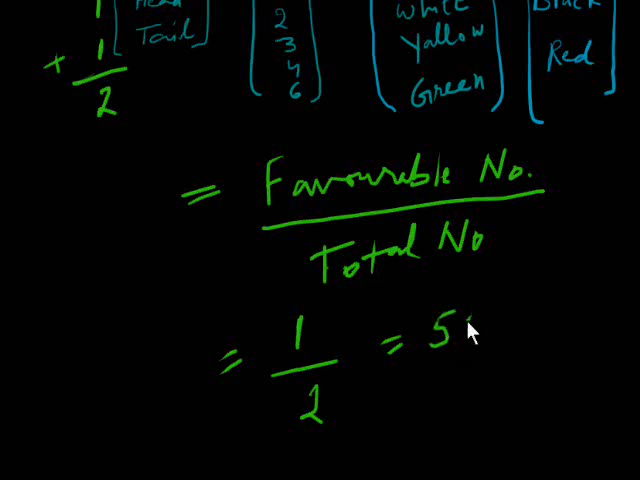 1
+ 1
2
Tail
2
3
4
6
White
Yallow
Green
Black
Red
= Favourable No.
Total No
= 1
2
= 5